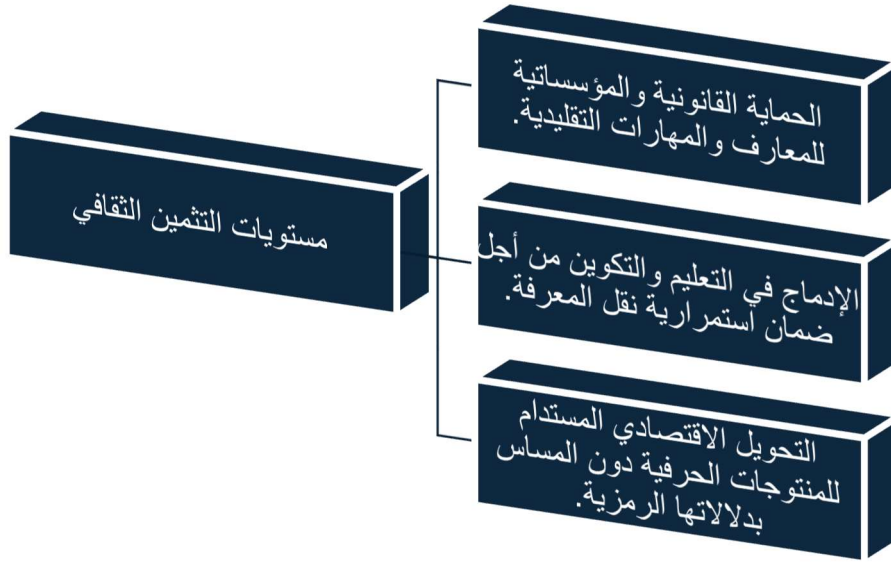 مستويات التثمين الثقافي
الحماية القانونية والمؤسساتية
للمعارف والمهارات التقليدية.
الإدماج في التعليم والتكوين من أجل
ضمان استمرارية نقل المعرفة.
التحويل الاقتصادي المستدام
للمنتوجات الحرفية دون المساس
بدلالاتها الرمزية.